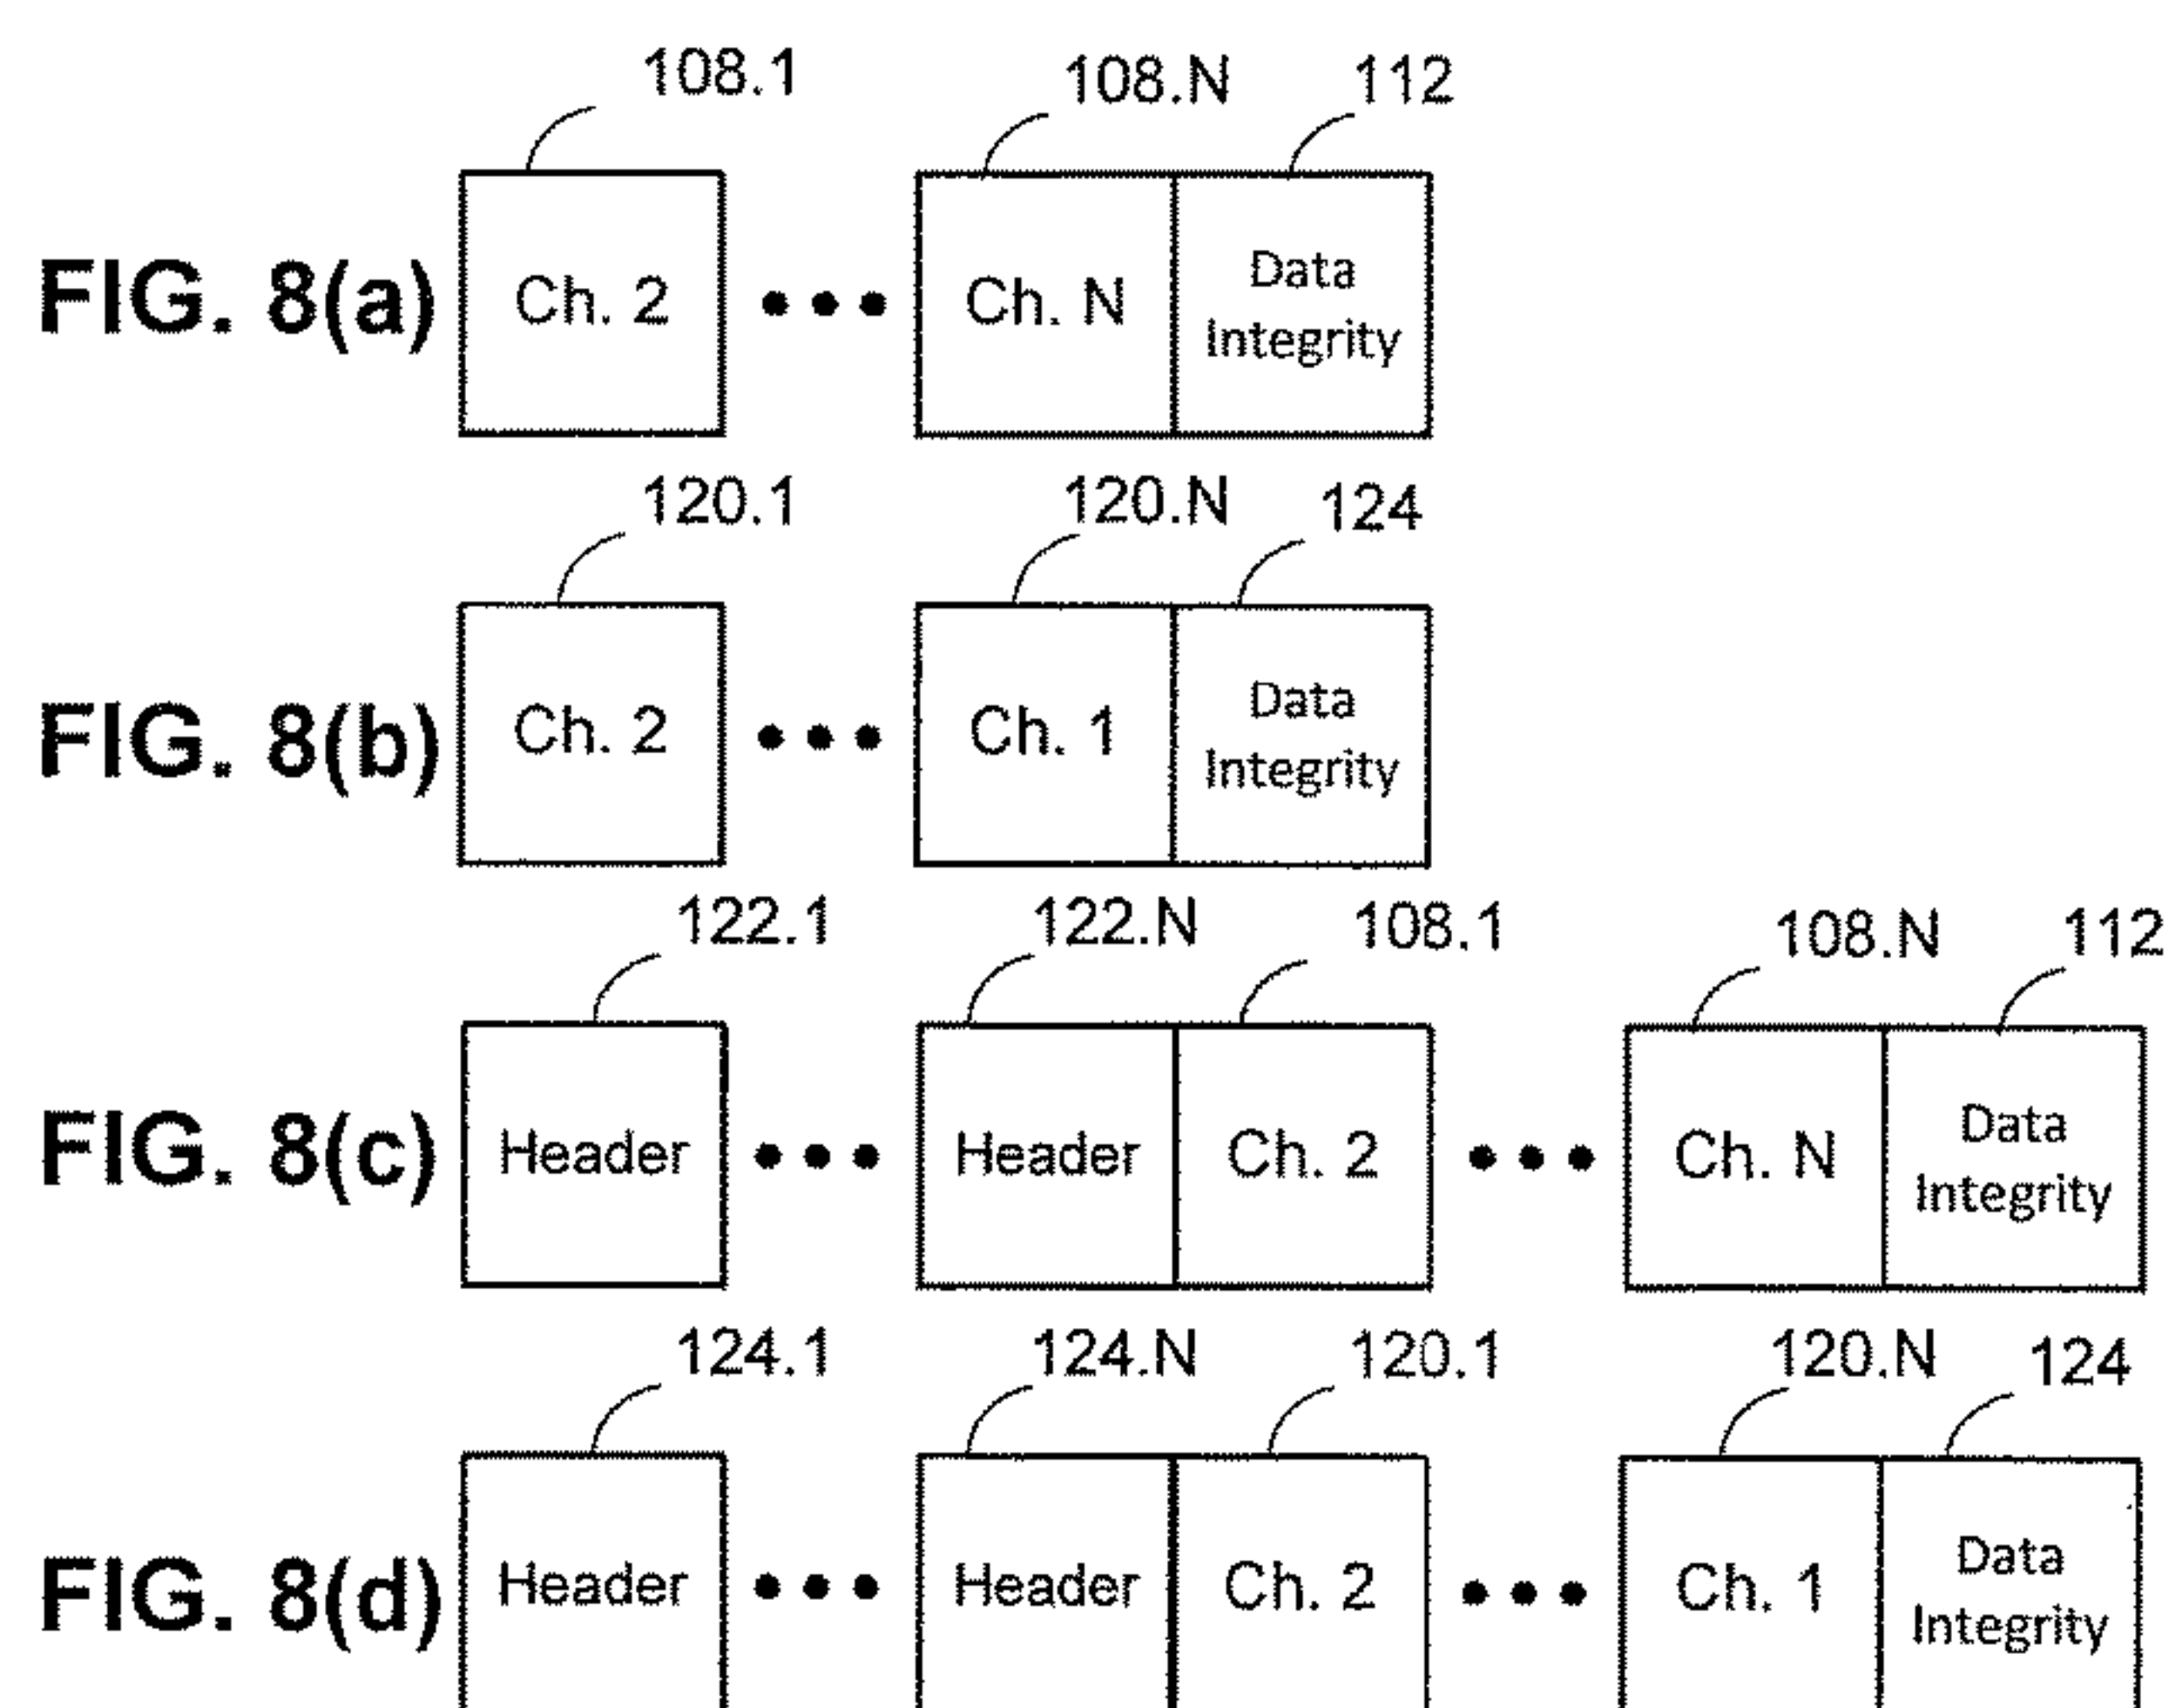 108.1 108.N 112
FIG. 8(a) Ch. 2 ••• Ch. N Data Integrity
120.1 120.N 124
FIG. 8(b) Ch. 2 ••• Ch. 1 Data Integrity
122.1 122.N 108.1 108.N 112
FIG. 8(c) Header ••• Header Ch. 2 ••• Ch. N Data Integrity
124.1 124.N 120.1 120.N 124
FIG. 8(d) Header ••• Header Ch. 2 ••• Ch. 1 Data Integrity